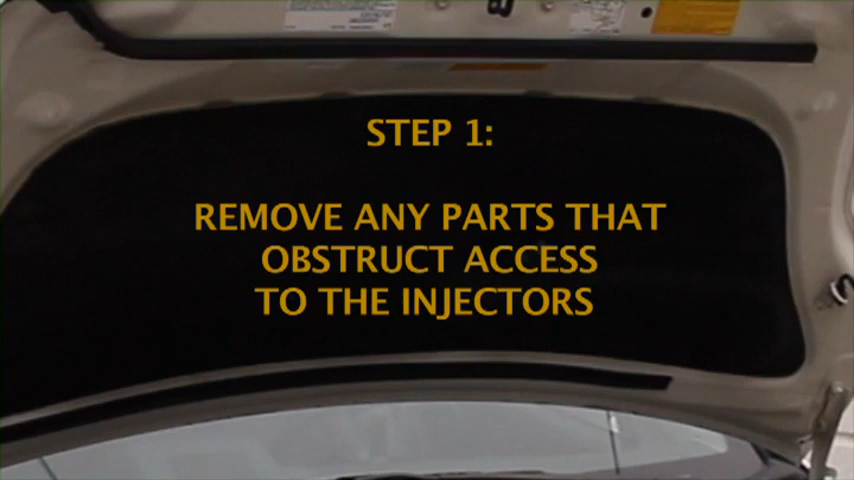 STEP 1:
REMOVE ANY PARTS THAT
OBSTRUCT ACCESS
TO THE INJECTORS